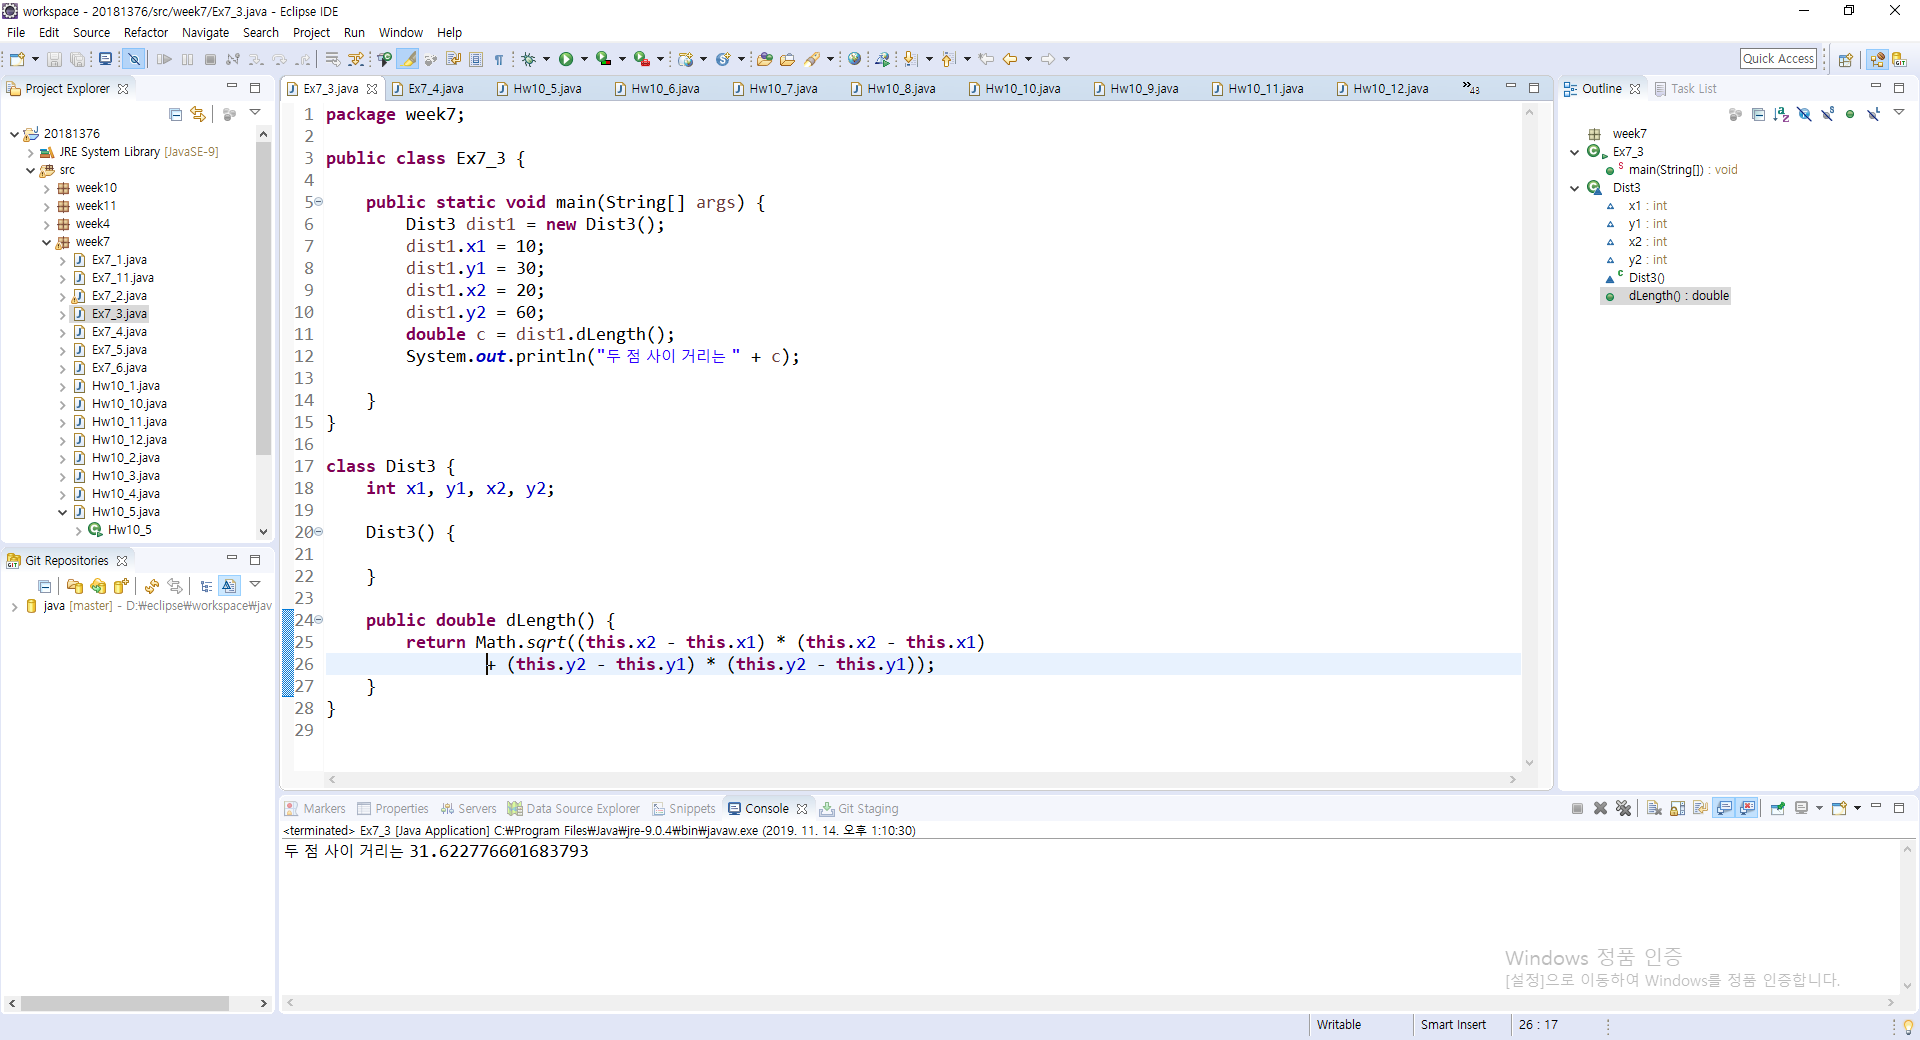 workspace - 20181376/src/week7/Ex7_3.java - Eclipse IDE
File Edit Source Refactor Navigate Search Project Run Window Help
Quick Access
Project Explorer
20181376
JRE System Library [JavaSE-9]
src
week10
week11
week4
week7
Ex7_1.java
Ex7_11.java
Ex7_2.java
Ex7_3.java
Ex7_4.java
Ex7_5.java
Ex7_6.java
Hw10_1.java
Hw10_10.java
Hw10_11.java
Hw10_12.java
Hw10_2.java
Hw10_3.java
Hw10_4.java
Hw10_5.java
Hw10_5
Git Repositories
java [master] - D:₩eclipse₩workspace₩jav
Ex7_3.java Ex7_4.java Hw10_5.java Hw10_6.java Hw10_7.java Hw10_8.java Hw10_10.java Hw10_9.java Hw10_11.java Hw10_12.java »43
1 package week7;
2
3 public class Ex7_3 {
4
5 public static void main(String[] args) {
6 Dist3 dist1 = new Dist3();
7 dist1.x1 = 10;
8 dist1.y1 = 30;
9 dist1.x2 = 20;
10 dist1.y2 = 60;
11 double c = dist1.dLength();
12 System.out.println("두 점 사이 거리는 " + c);
13
14 }
15 }
16
17 class Dist3 {
18 int x1, y1, x2, y2;
19
20 Dist3() {
21
22 }
23
24 public double dLength() {
25 return Math.sqrt((this.x2 - this.x1) * (this.x2 - this.x1)
26 + (this.y2 - this.y1) * (this.y2 - this.y1));
27 }
28 }
29
Outline Task List
week7
Ex7_3
main(String[]) : void
Dist3
x1 : int
y1 : int
x2 : int
y2 : int
Dist3()
dLength() : double
Markers Properties Servers Data Source Explorer Snippets Console Git Staging
<terminated> Ex7_3 [Java Application] C:₩Program Files₩Java₩jre-9.0.4₩bin₩javaw.exe (2019. 11. 14. 오후 1:10:30)
두 점 사이 거리는 31.622776601683793
Windows 정품 인증
[설정]으로 이동하여 Windows를 정품 인증합니다.
Writable Smart Insert 26 : 17